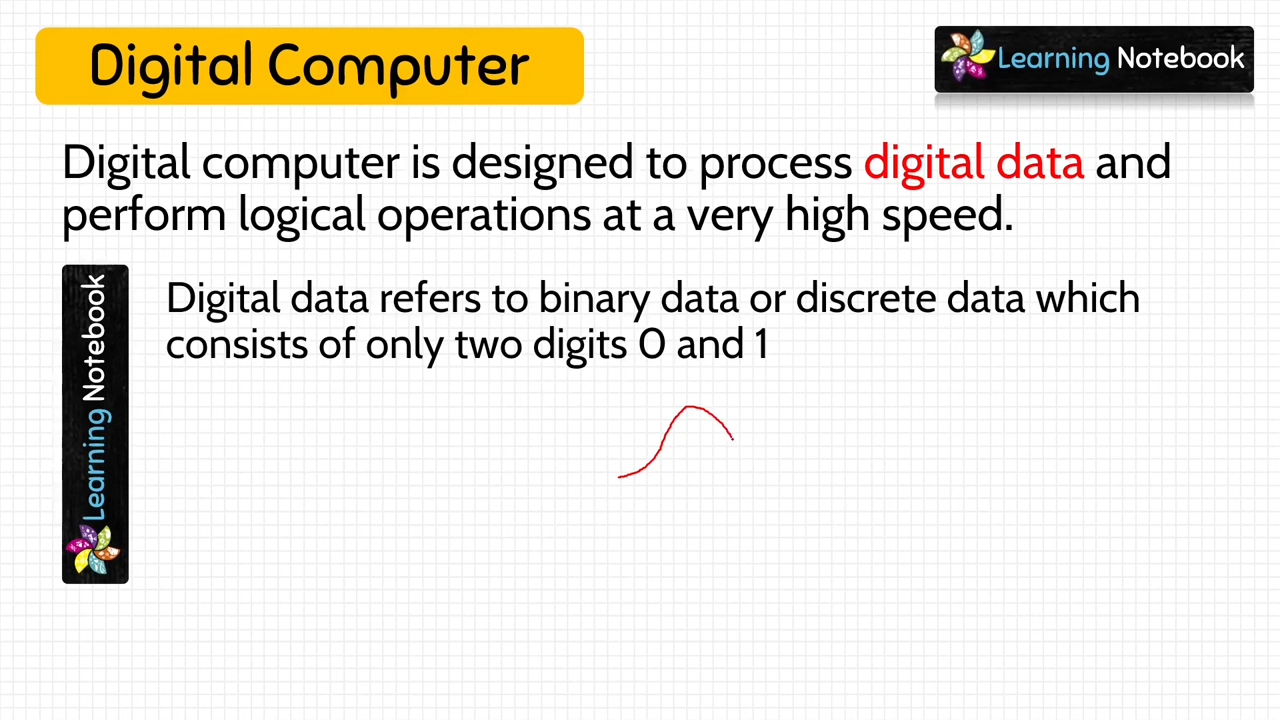 Digital Computer
Learning Notebook
Digital computer is designed to process digital data and
perform logical operations at a very high speed.
Learning Notebook
Digital data refers to binary data or discrete data which
consists of only two digits 0 and 1